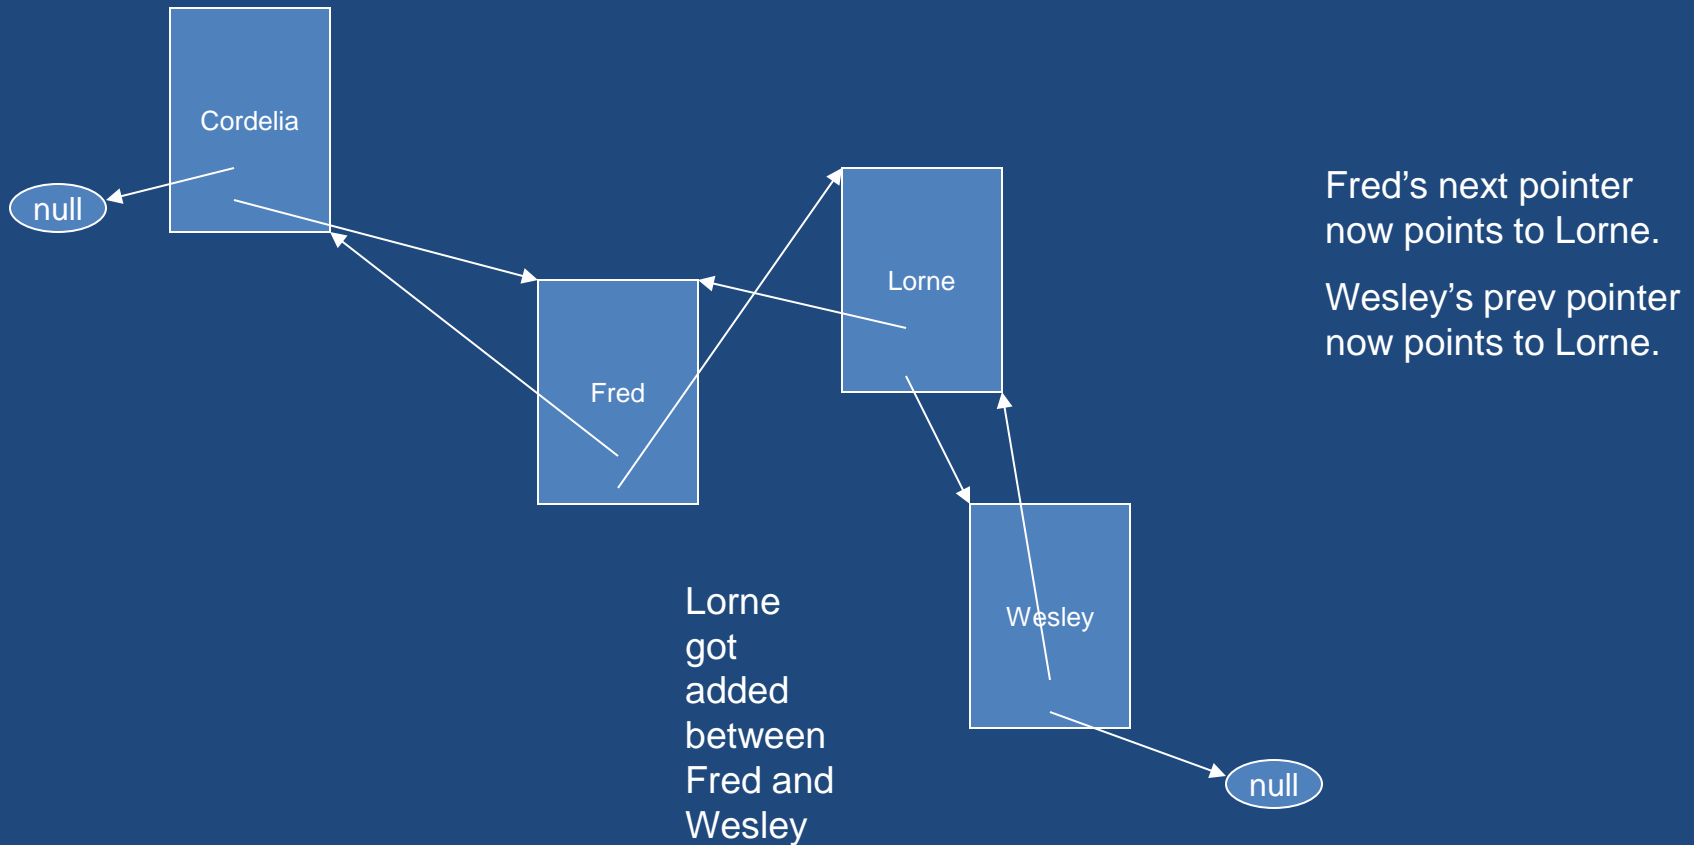 Cordelia
null
Lorne
Fred
Wesley
null
Fred’s next pointer
now points to Lorne.
Wesley’s prev pointer
now points to Lorne.
Lorne
got
added
between
Fred and
Wesley